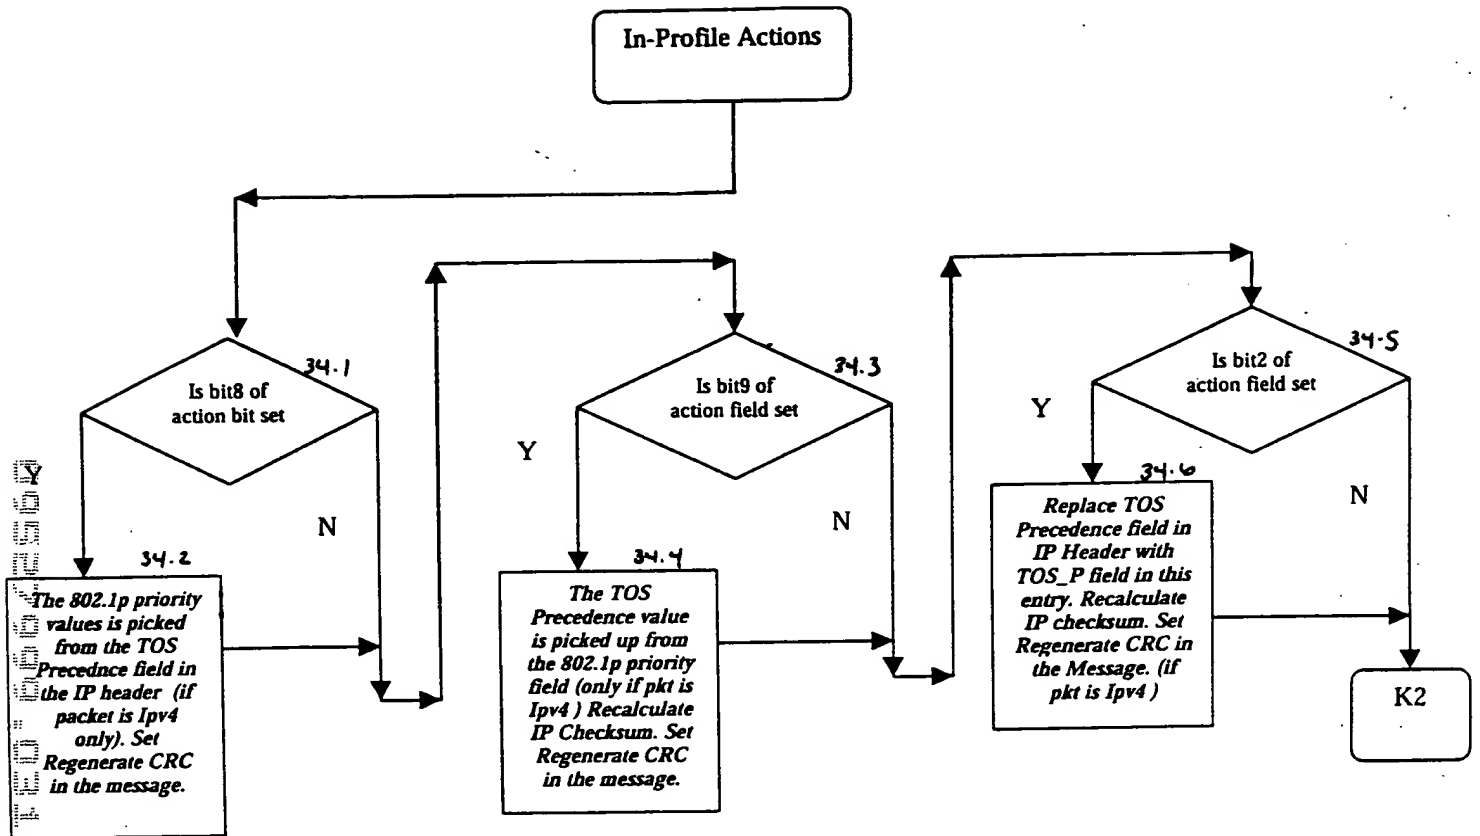 In-Profile Actions
34.1
Is bit8 of
action bit set
Y
N
34.2
The 802.1p priority
values is picked
from the TOS
Precednce field in
the IP header (if
packet is Ipv4
only). Set
Regenerate CRC
in the message.
34.3
Is bit9 of
action field set
Y
N
34.4
The TOS
Precedence value
is picked up from
the 802.1p priority
field (only if pkt is
Ipv4 ) Recalculate
IP Checksum. Set
Regenerate CRC
in the message.
34.5
Is bit2 of
action field set
Y
N
34.6
Replace TOS
Precedence field in
IP Header with
TOS_P field in this
entry. Recalculate
IP checksum. Set
Regenerate CRC in
the Message. (if
pkt is Ipv4 )
K2